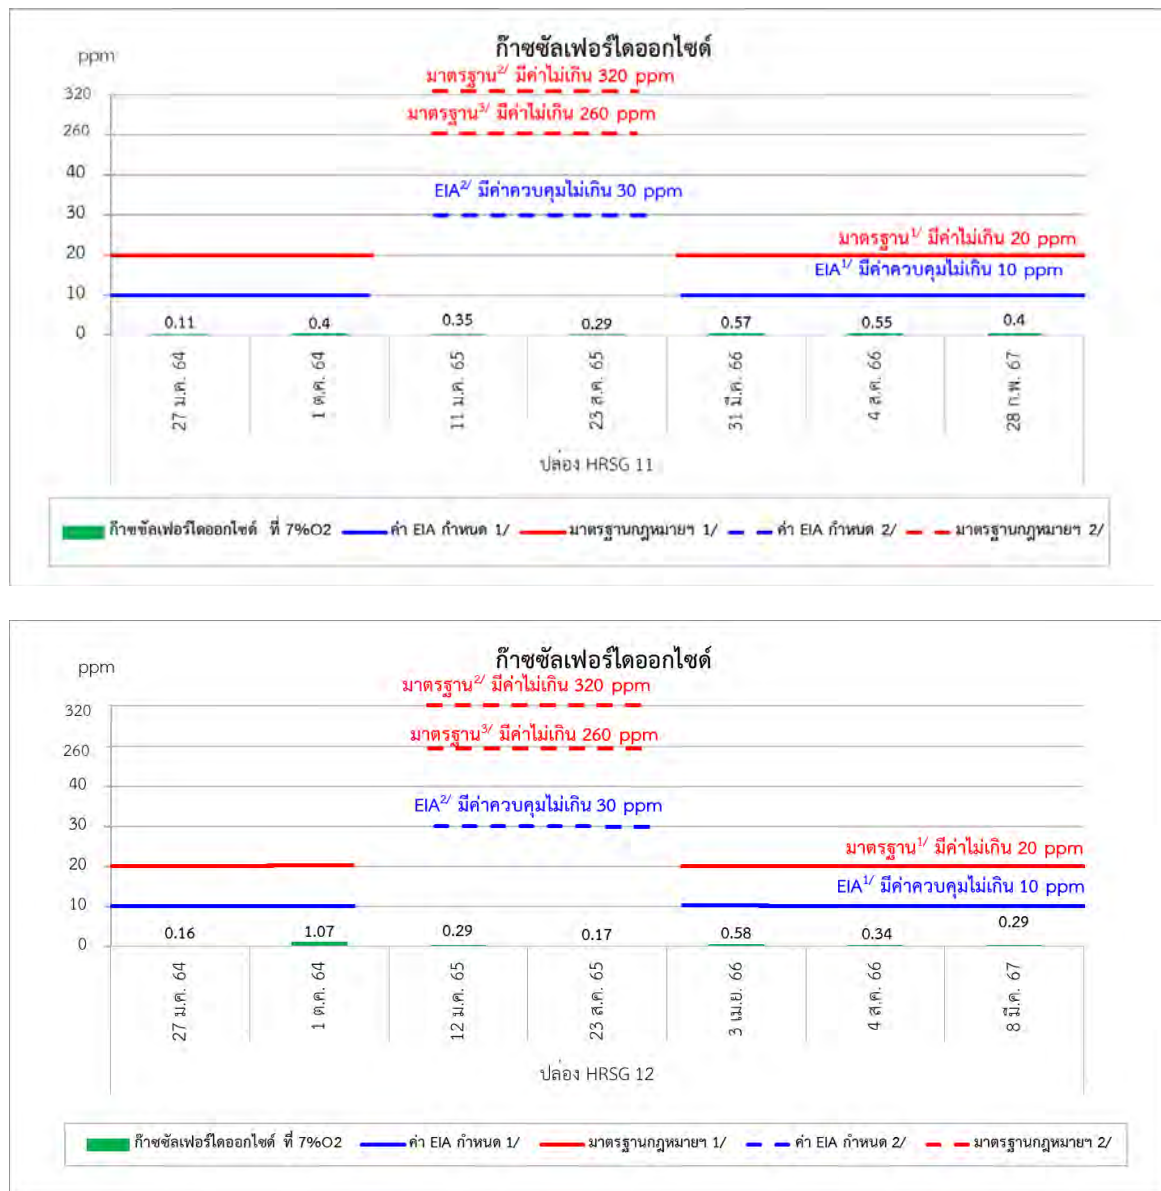 ก๊าซซัลเฟอร์ไดออกไซด์
ppm
มาตรฐาน2/ มีค่าไม่เกิน 320 ppm
320
มาตรฐาน3/ มีค่าไม่เกิน 260 ppm
260
40
EIA2/ มีค่าควบคุมไม่เกิน 30 ppm
30
มาตรฐาน1/ มีค่าไม่เกิน 20 ppm
20
EIA1/ มีค่าควบคุมไม่เกิน 10 ppm
10
0.11 0.4 0.35 0.29 0.57 0.55 0.4
0
27 ม.ค. 64 1 ต.ค. 64 11 ม.ค. 65 23 ส.ค. 65 31 มี.ค. 66 4 ส.ค. 66 28 ก.พ. 67
ปล่อง HRSG 11
ก๊าซซัลเฟอร์ไดออกไซด์ ที่ 7%O2 ค่า EIA กำหนด 1/ มาตรฐานกฎหมายฯ 1/ ค่า EIA กำหนด 2/ มาตรฐานกฎหมายฯ 2/
ก๊าซซัลเฟอร์ไดออกไซด์
ppm
มาตรฐาน2/ มีค่าไม่เกิน 320 ppm
320
มาตรฐาน3/ มีค่าไม่เกิน 260 ppm
260
40
EIA2/ มีค่าควบคุมไม่เกิน 30 ppm
30
มาตรฐาน1/ มีค่าไม่เกิน 20 ppm
20
EIA1/ มีค่าควบคุมไม่เกิน 10 ppm
10
0.16 1.07 0.29 0.17 0.58 0.34 0.29
0
27 ม.ค. 64 1 ต.ค. 64 12 ม.ค. 65 23 ส.ค. 65 3 เม.ย. 66 4 ส.ค. 66 8 มี.ค. 67
ปล่อง HRSG 12
ก๊าซซัลเฟอร์ไดออกไซด์ ที่ 7%O2 ค่า EIA กำหนด 1/ มาตรฐานกฎหมายฯ 1/ ค่า EIA กำหนด 2/ มาตรฐานกฎหมายฯ 2/